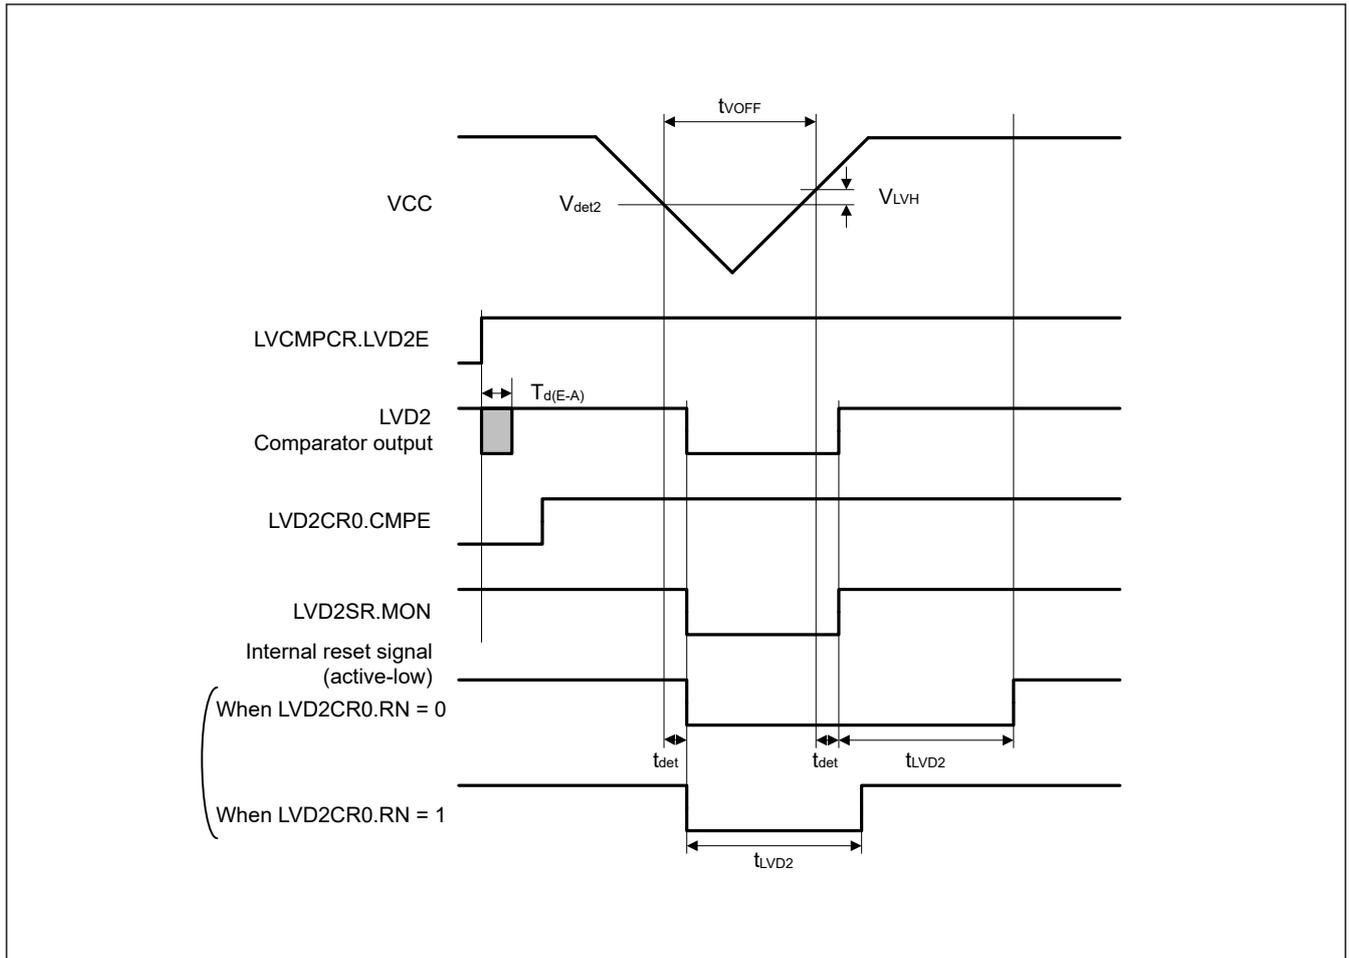 tVOFF
VCC
Vdet2
VLVH
LVCMPCR.LVD2E
Td(E-A)
LVD2
Comparator output
LVD2CR0.CMPE
LVD2SR.MON
Internal reset signal
(active-low)
When LVD2CR0.RN = 0
tdet
tdet
tLVD2
When LVD2CR0.RN = 1
tLVD2